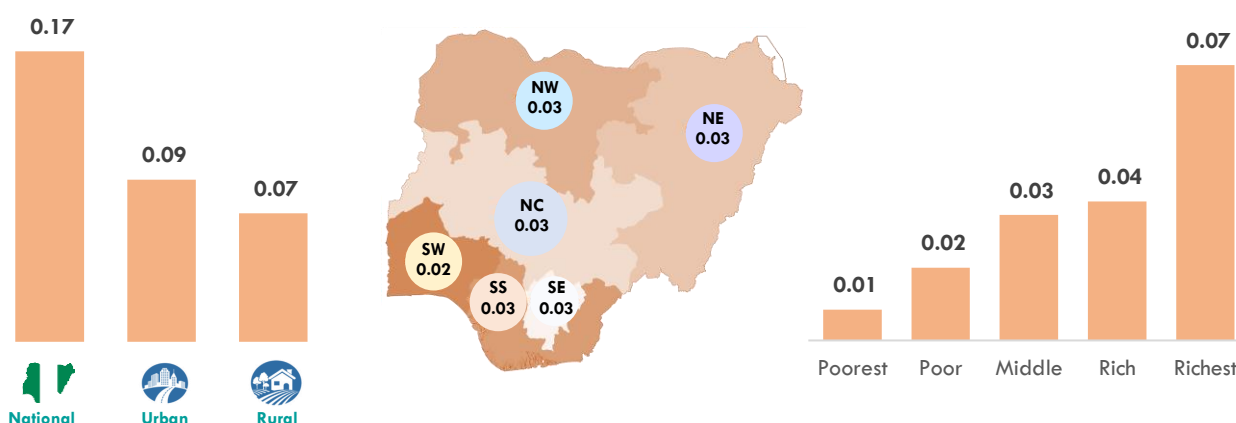 0.17
0.09
0.07
National
Urban
Rural
NW
0.03
NE
0.03
NC
0.03
SW
0.02
SS
0.03
SE
0.03
0.01
0.02
0.03
0.04
0.07
Poorest
Poor
Middle
Rich
Richest